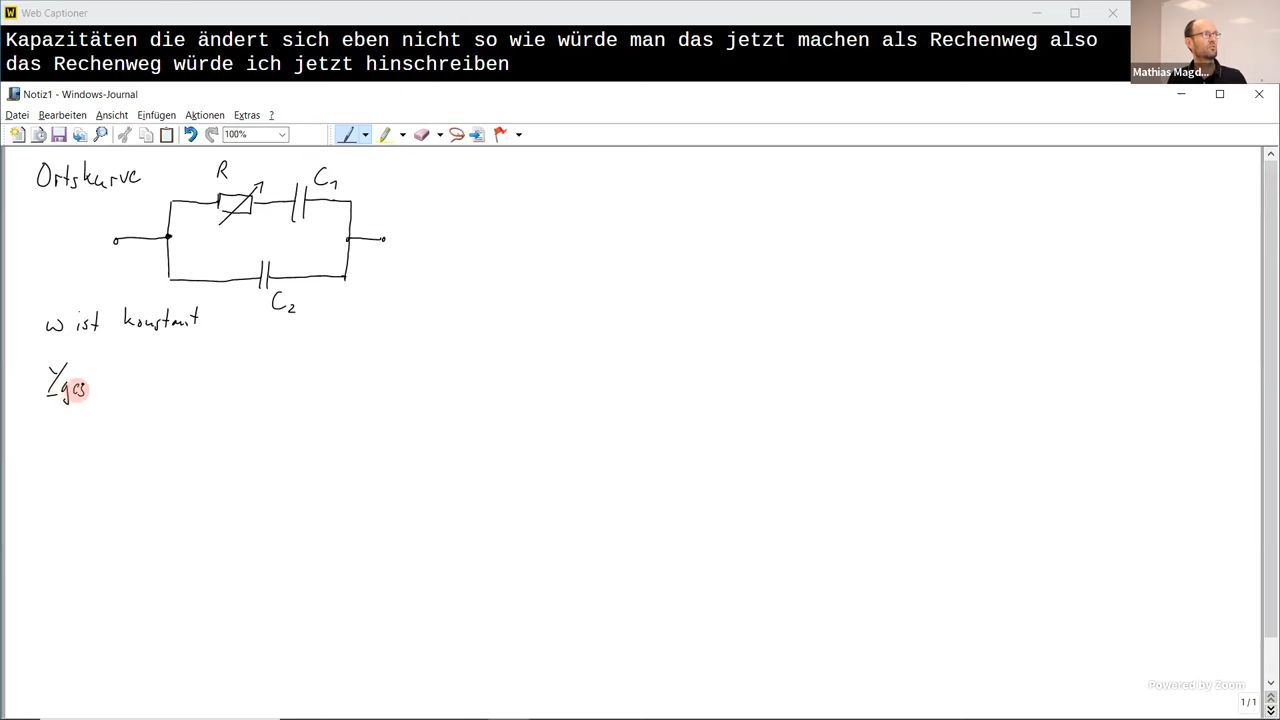 Web Captioner
Kapazitäten die ändert sich eben nicht so wie würde man das jetzt machen als Rechenweg also
das Rechenweg würde ich jetzt hinschreiben
Mathias Magd...
Notiz1 - Windows-Journal
Datei Bearbeiten Ansicht Einfügen Aktionen Extras ?
100%
Ortskurve
R
C1
C2
ω ist konstant
Yges
Powered by Zoom
1/1